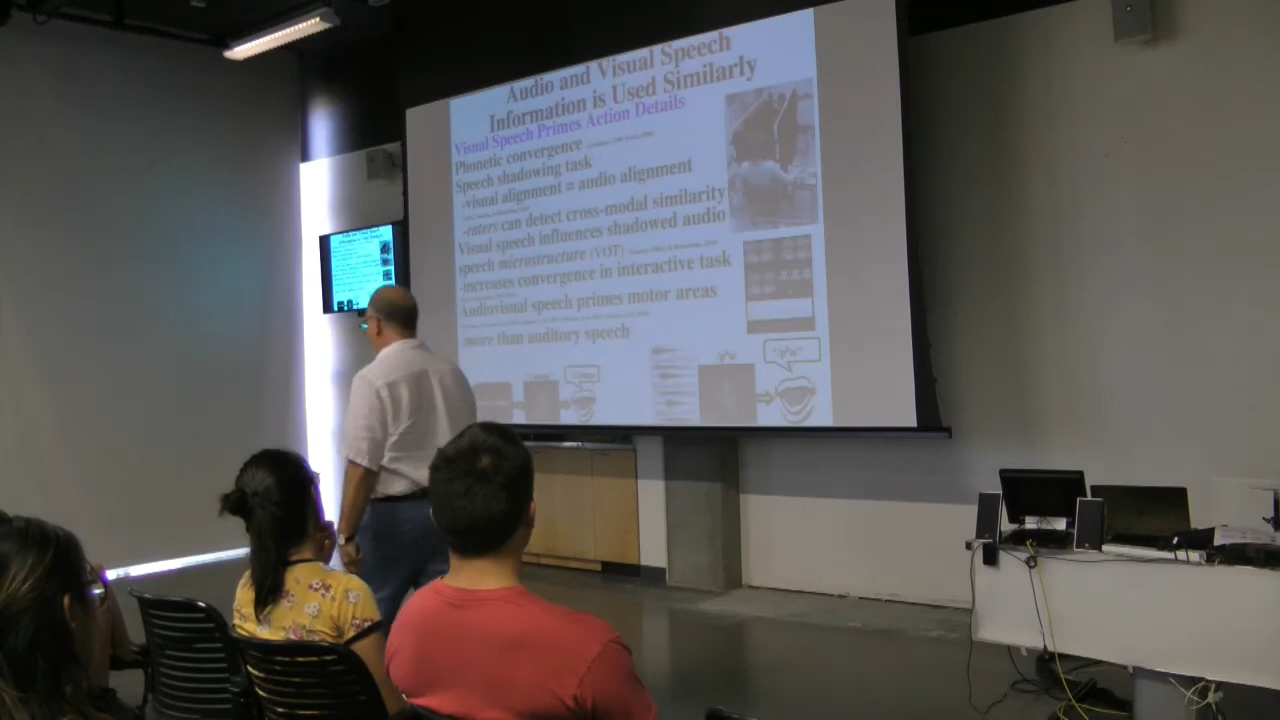 Audio and Visual Speech
Information is Used Similarly
Visual Speech Primes Action Details
Phonetic convergence
Speech shadowing task
-visual alignment = audio alignment
-raters can detect cross-modal similarity
Visual speech influences shadowed audio
speech microstructure (VOT)
-increases convergence in interactive task
Audiovisual speech primes motor areas
more than auditory speech